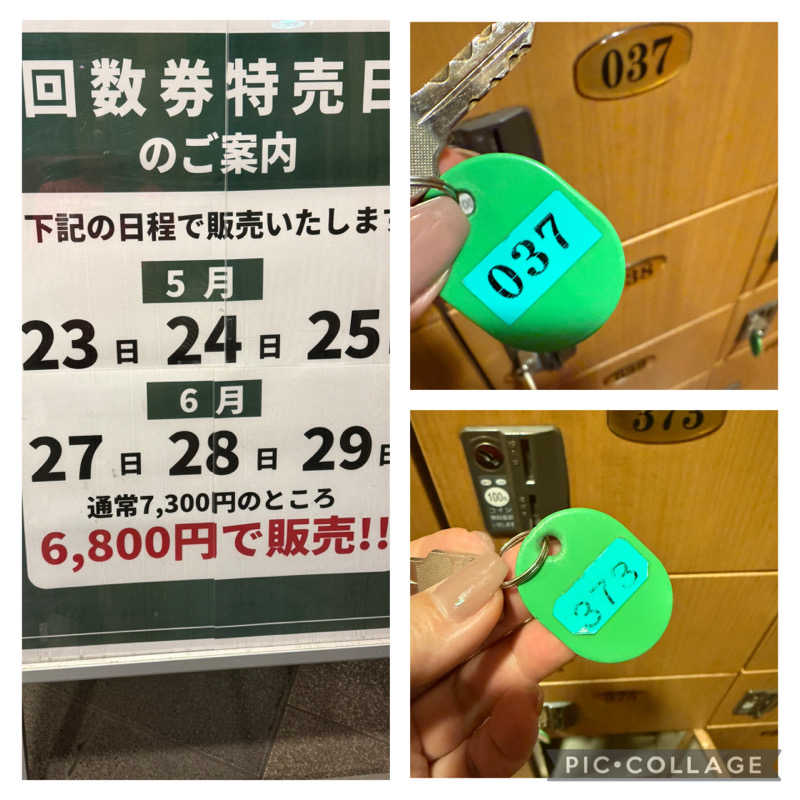 回数券特売日
のご案内
下記の日程で販売いたします
5月
23日 24日 25
6月
27日 28日 29日
通常7,300円のところ
6,800円で販売!!
037
037
38
373
100
コイン
373
PIC•COLLAGE